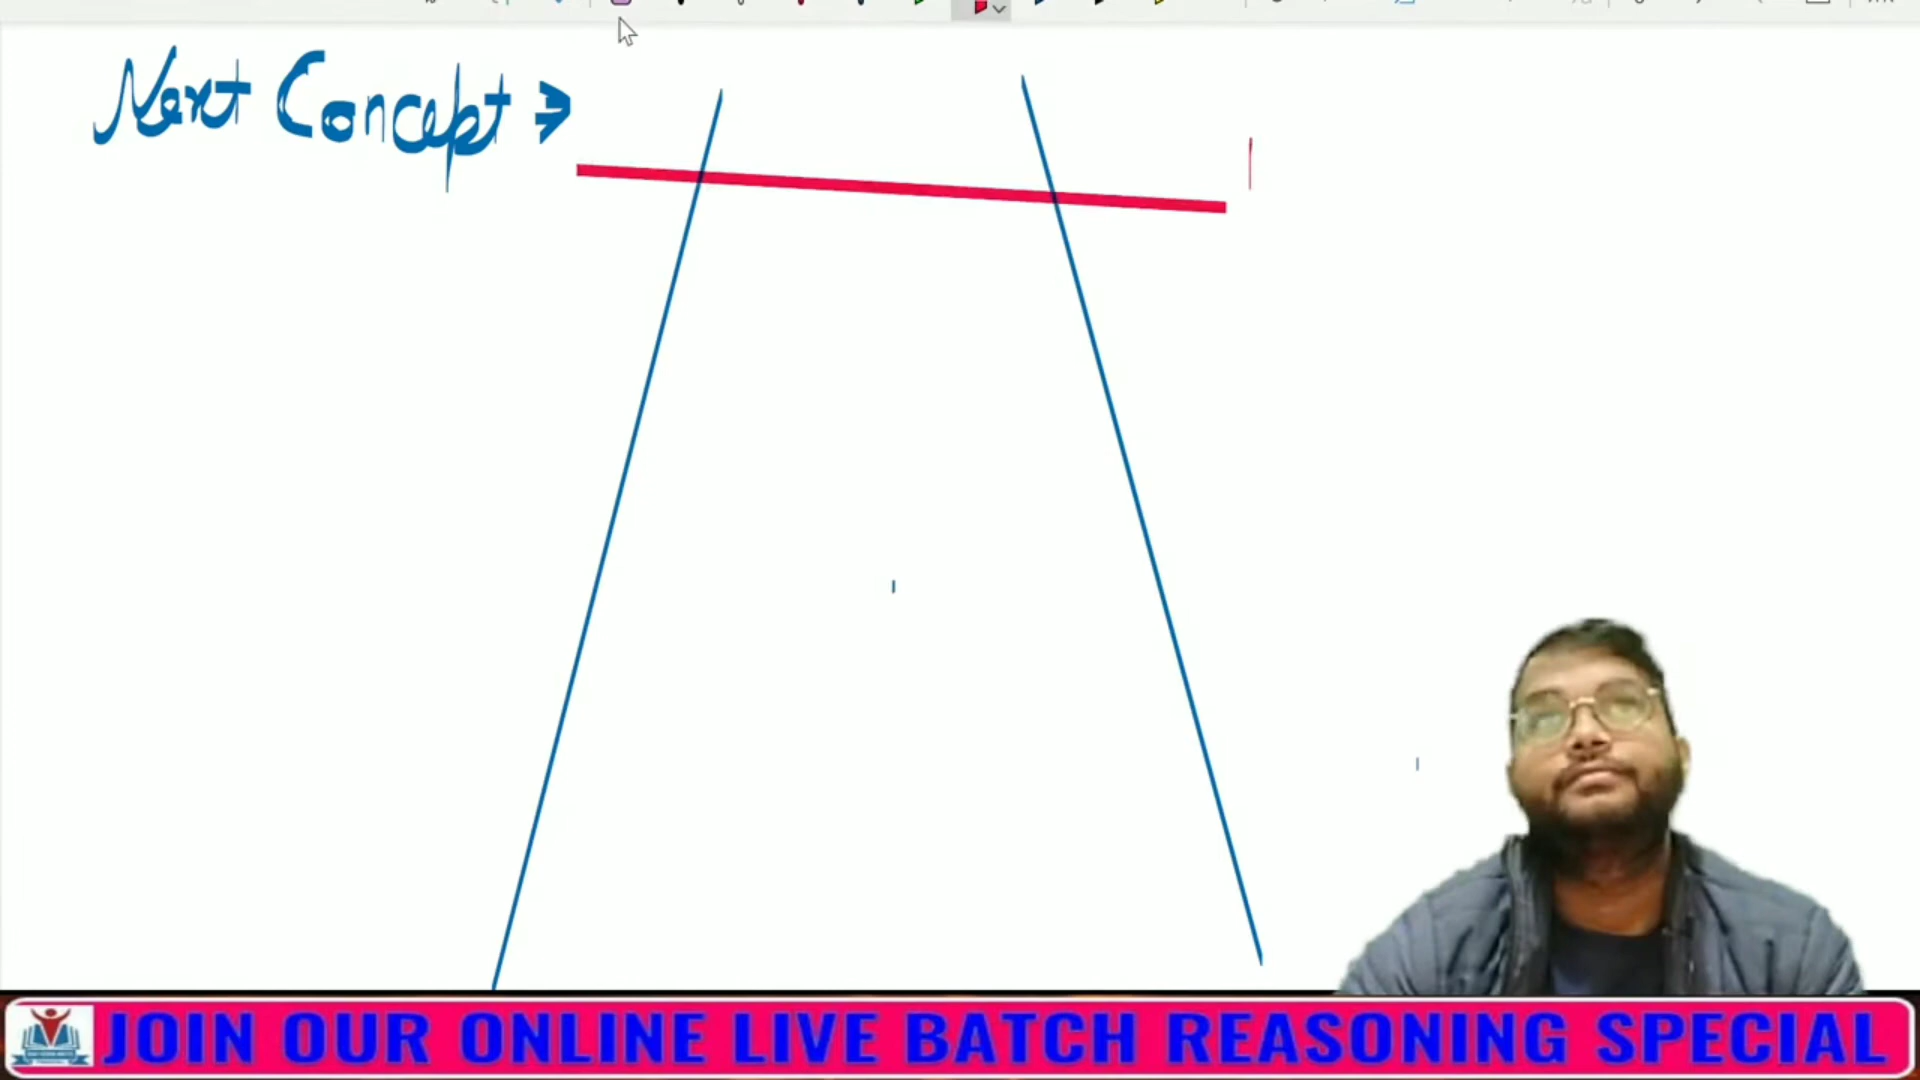 Next Concept ⇒
JOIN OUR ONLINE LIVE BATCH REASONING SPECIAL